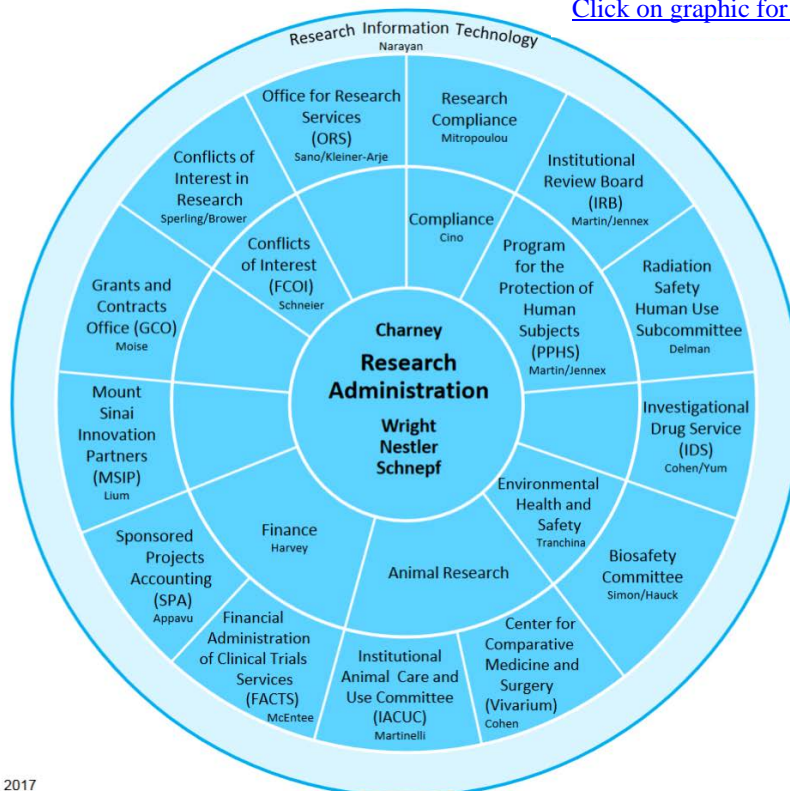 Click on graphic for
Research Information Technology
Narayan
Office for Research
Services
(ORS)
Sano/Kleiner-Arje
Research
Compliance
Mitropoulou
Institutional
Review Board
(IRB)
Martin/Jennex
Radiation
Safety
Human Use
Subcommittee
Delman
Investigational
Drug Service
(IDS)
Cohen/Yum
Biosafety
Committee
Simon/Hauck
Center for
Comparative
Medicine and
Surgery
(Vivarium)
Cohen
Institutional
Animal Care and
Use Committee
(IACUC)
Martinelli
Financial
Administration
of Clinical Trials
Services
(FACTS)
McEntee
Sponsored
Projects
Accounting
(SPA)
Appavu
Mount
Sinai
Innovation
Partners
(MSIP)
Lium
Grants and
Contracts
Office (GCO)
Moise
Conflicts of
Interest in
Research
Sperling/Brower
Conflicts
of Interest
(FCOI)
Schneier
Compliance
Cino
Program
for the
Protection of
Human
Subjects
(PPHS)
Martin/Jennex
Environmental
Health and
Safety
Tranchina
Animal Research
Finance
Harvey
Charney
Research
Administration
Wright
Nestler
Schnepf
2017